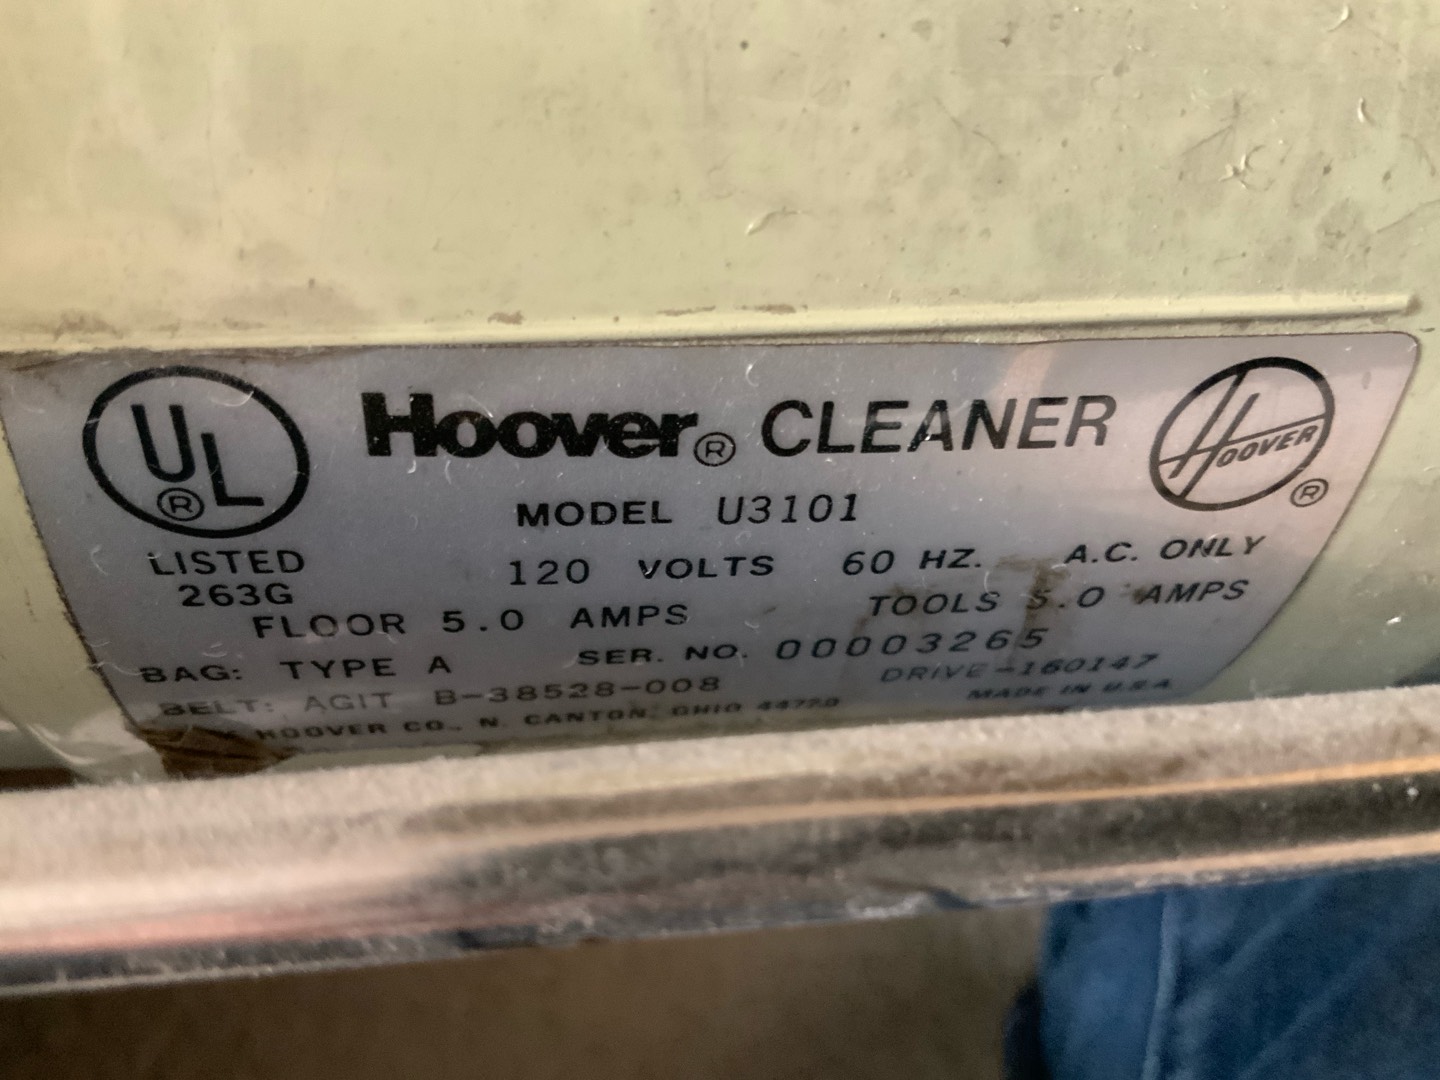 UL® Hoover® CLEANER HOOVER®
MODEL U3101
LISTED 120 VOLTS 60 HZ. A.C. ONLY
263G
FLOOR 5.0 AMPS TOOLS 5.0 AMPS
BAG: TYPE A SER. NO. 00003265
BELT: AGIT B-38528-008 DRIVE-160147
HOOVER CO., N. CANTON, OHIO 44720 MADE IN U.S.A.